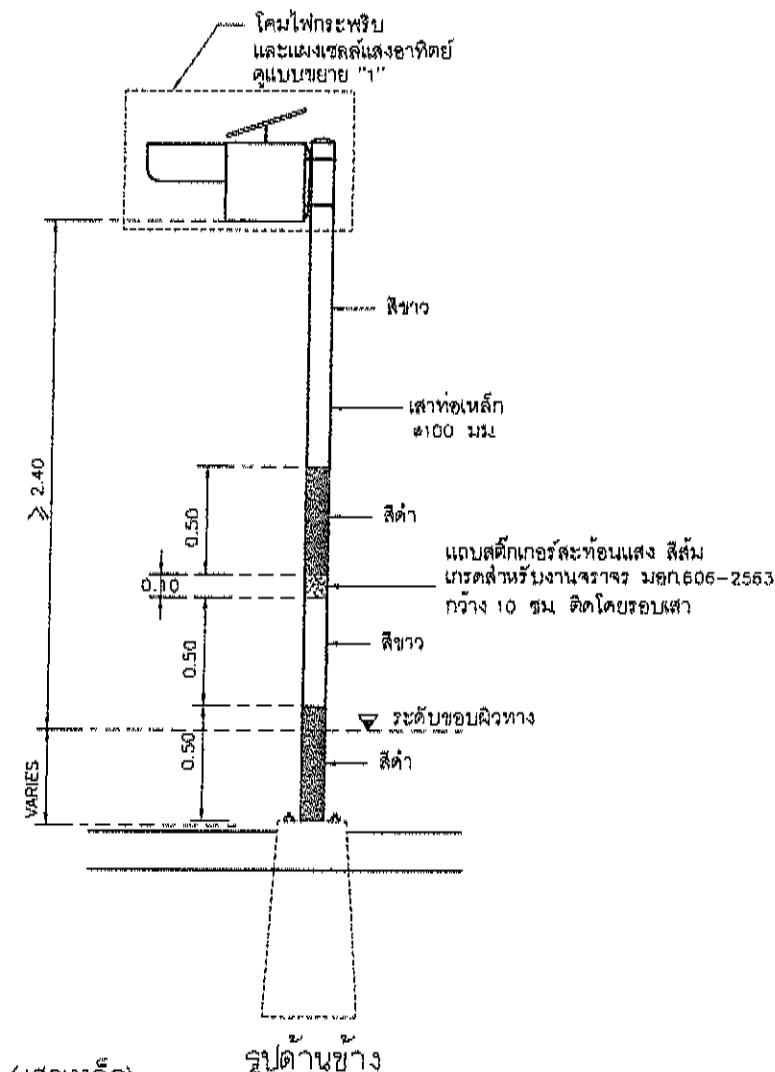 โคมไฟกระพริบ
และแผงเซลล์แสงอาทิตย์
ดูแบบขยาย "1"
สีขาว
เสาท่อเหล็ก
ø100 มม.
≥ 2.40
0.50
สีดำ
แถบสติ๊กเกอร์สะท้อนแสง สีส้ม
เกรดสำหรับงานจราจร มอก.606-2563
กว้าง 10 ซม. ติดโดยรอบเสา
0.10
0.50
สีขาว
ระดับขอบผิวทาง
0.50
สีดำ
VARIES
รูปด้านข้าง
(เสาเหล็ก)